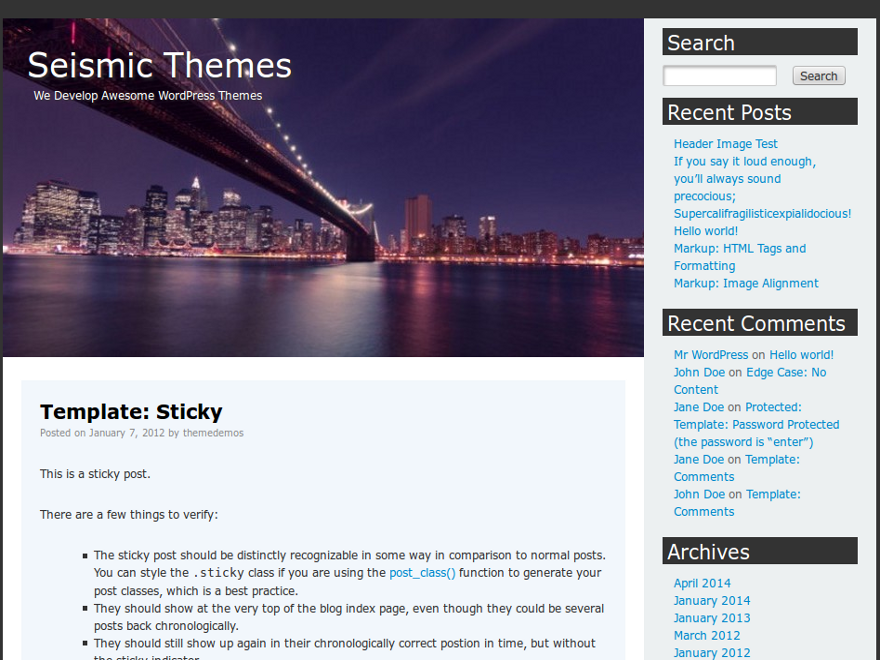 Seismic Themes
We Develop Awesome WordPress Themes
Template: Sticky
Posted on January 7, 2012 by themedemos
This is a sticky post.
There are a few things to verify:
The sticky post should be distinctly recognizable in some way in comparison to normal posts.
You can style the .sticky class if you are using the post_class() function to generate your
post classes, which is a best practice.
They should show at the very top of the blog index page, even though they could be several
posts back chronologically.
They should still show up again in their chronologically correct postion in time, but without
the sticky indicator.
Search
Search
Recent Posts
Header Image Test
If you say it loud enough,
you’ll always sound
precocious;
Supercalifragilisticexpialidocious!
Hello world!
Markup: HTML Tags and
Formatting
Markup: Image Alignment
Recent Comments
Mr WordPress on Hello world!
John Doe on Edge Case: No
Content
Jane Doe on Protected:
Template: Password Protected
(the password is “enter”)
Jane Doe on Template:
Comments
John Doe on Template:
Comments
Archives
April 2014
January 2014
January 2013
March 2012
January 2012